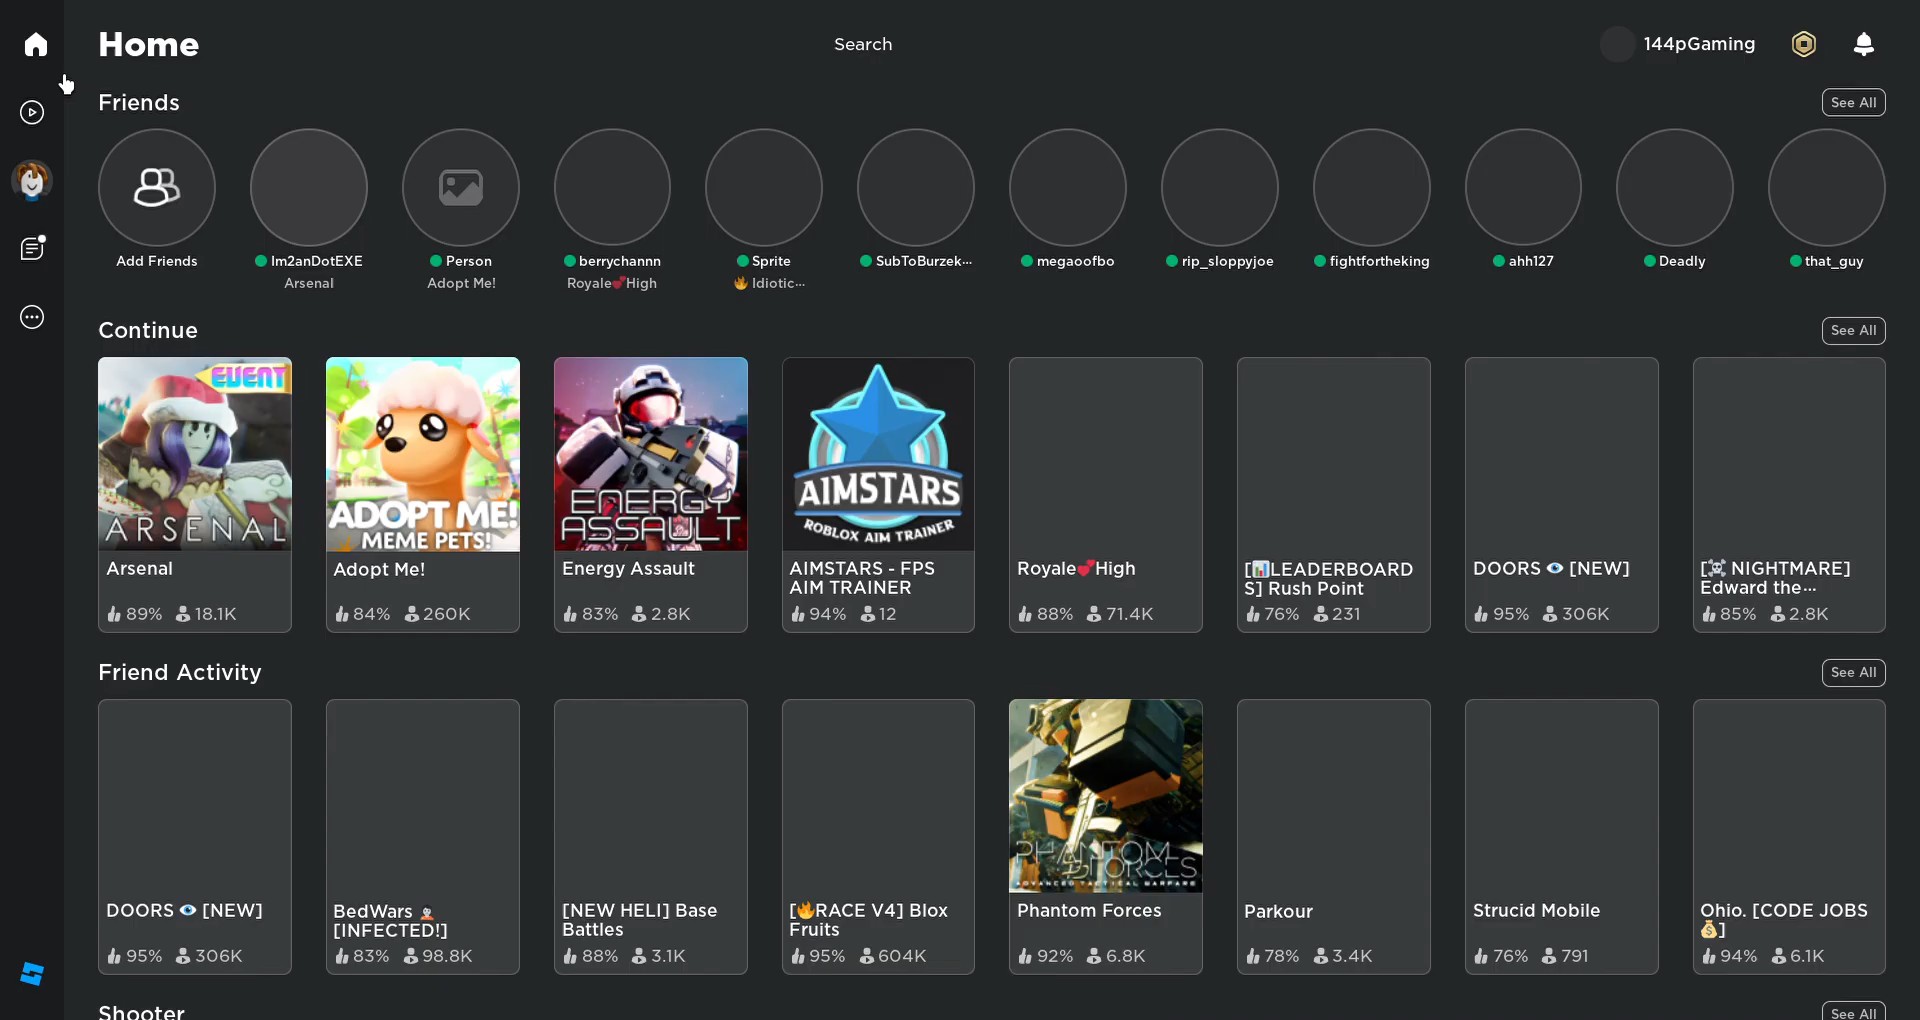 Home
Search
144pGaming
Friends
See All
Add Friends
Im2anDotEXE
Arsenal
Person
Adopt Me!
berrychannn
Royale💕High
Sprite
🔥 Idiotic...
SubToBurzek...
megaoofbo
rip_sloppyjoe
fightfortheking
ahh127
Deadly
that_guy
Continue
See All
EVENT
ARSENAL
Arsenal
89% 18.1K
ADOPT ME!
MEME PETS!
Adopt Me!
84% 260K
ENERGY
ASSAULT
Energy Assault
83% 2.8K
AIMSTARS
ROBLOX AIM TRAINER
AIMSTARS - FPS
AIM TRAINER
94% 12
Royale💕High
88% 71.4K
[📊LEADERBOARD
S] Rush Point
76% 231
DOORS 👁️ [NEW]
95% 306K
[☠️ NIGHTMARE]
Edward the...
85% 2.8K
Friend Activity
See All
DOORS 👁️ [NEW]
95% 306K
BedWars 🧟
[INFECTED!]
83% 98.8K
[NEW HELI] Base
Battles
88% 3.1K
[🔥RACE V4] Blox
Fruits
95% 604K
PHANTOM
FORCES
ADVANCED TACTICAL WARFARE
Phantom Forces
92% 6.8K
Parkour
78% 3.4K
Strucid Mobile
76% 791
Ohio. [CODE JOBS
💰]
94% 6.1K
Shooter
See All